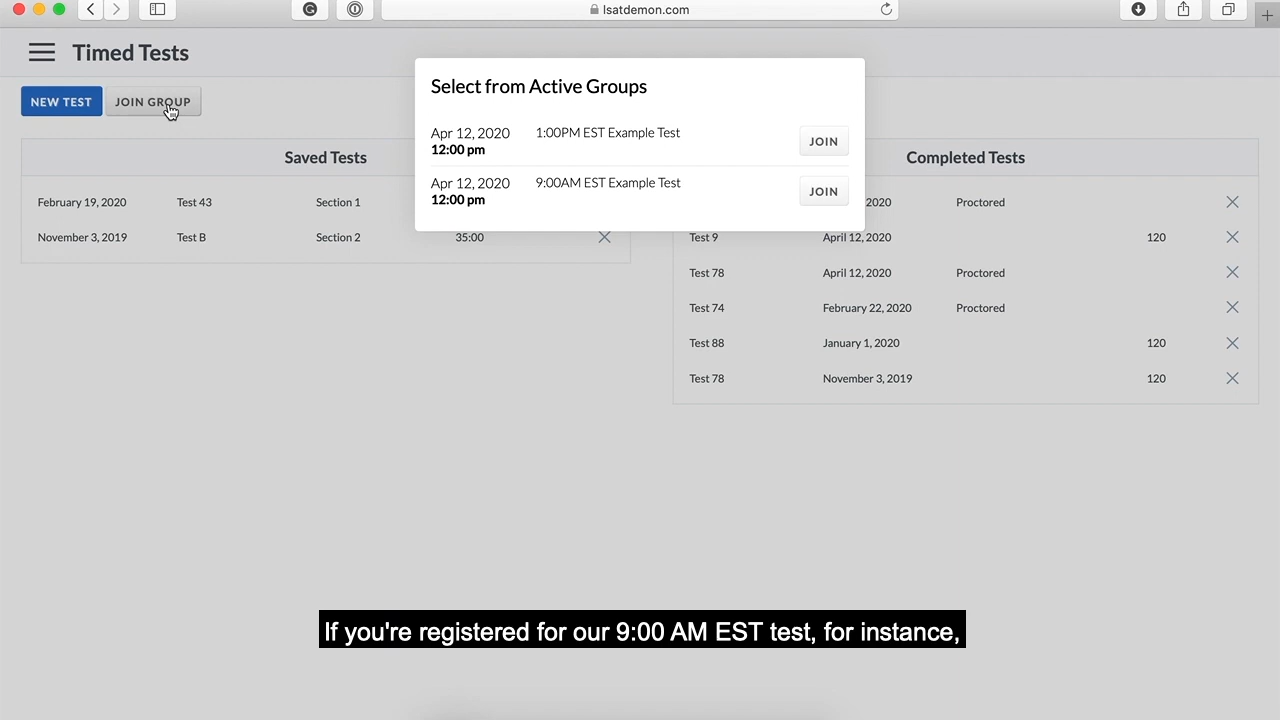 lsatdemon.com
Timed Tests
NEW TEST
JOIN GROUP
Select from Active Groups
Apr 12, 2020 1:00PM EST Example Test JOIN
12:00 pm
Apr 12, 2020 9:00AM EST Example Test JOIN
12:00 pm
Saved Tests
February 19, 2020 Test 43 Section 1
November 3, 2019 Test B Section 2 35:00
Completed Tests
2020 Proctored
Test 9 April 12, 2020 120
Test 78 April 12, 2020 Proctored
Test 74 February 22, 2020 Proctored
Test 88 January 1, 2020 120
Test 78 November 3, 2019 120
If you're registered for our 9:00 AM EST test, for instance,